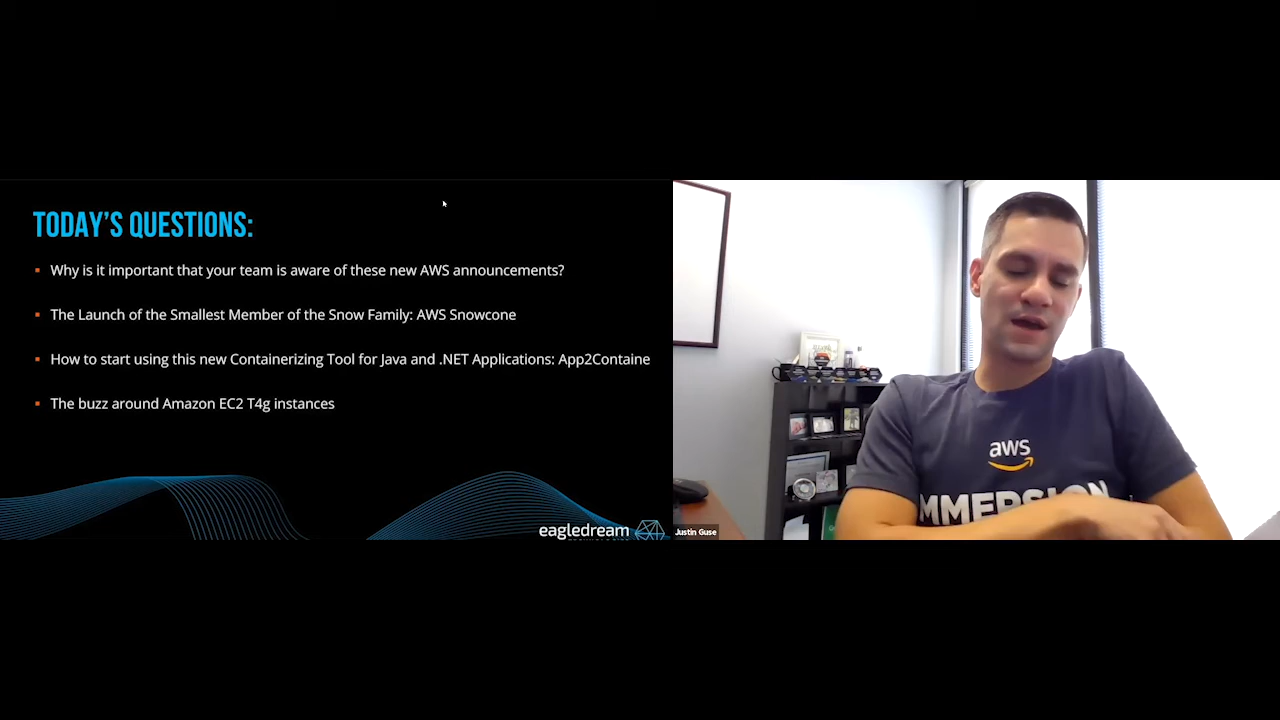 TODAY'S QUESTIONS:
▪ Why is it important that your team is aware of these new AWS announcements?
▪ The Launch of the Smallest Member of the Snow Family: AWS Snowcone
▪ How to start using this new Containerizing Tool for Java and .NET Applications: App2Containe
▪ The buzz around Amazon EC2 T4g instances
eagledream
aws
MMERSION
Justin Guse